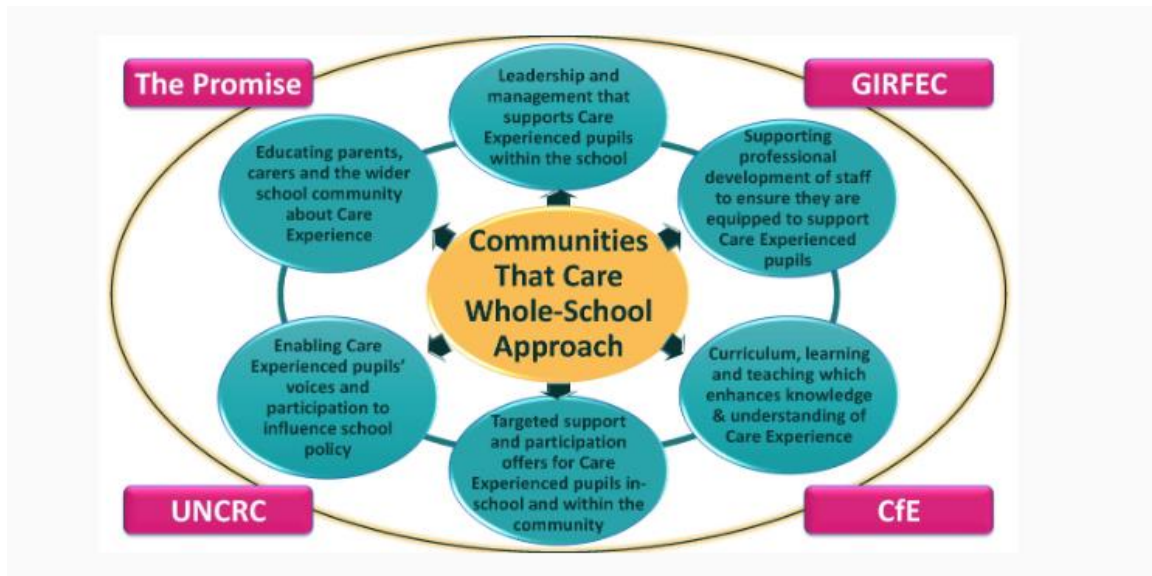 The Promise
GIRFEC
Leadership and
management that
supports Care
Experienced pupils
within the school
Educating parents,
carers and the wider
school community
about Care
Experience
Supporting
professional
development of staff
to ensure they are
equipped to support
Care Experienced
pupils
Communities
That Care
Whole-School
Approach
Enabling Care
Experienced pupils’
voices and
participation to
influence school
policy
Curriculum, learning
and teaching which
enhances knowledge
& understanding of
Care Experience
Targeted support
and participation
offers for Care
Experienced pupils in-
school and within the
community
UNCRC
CfE